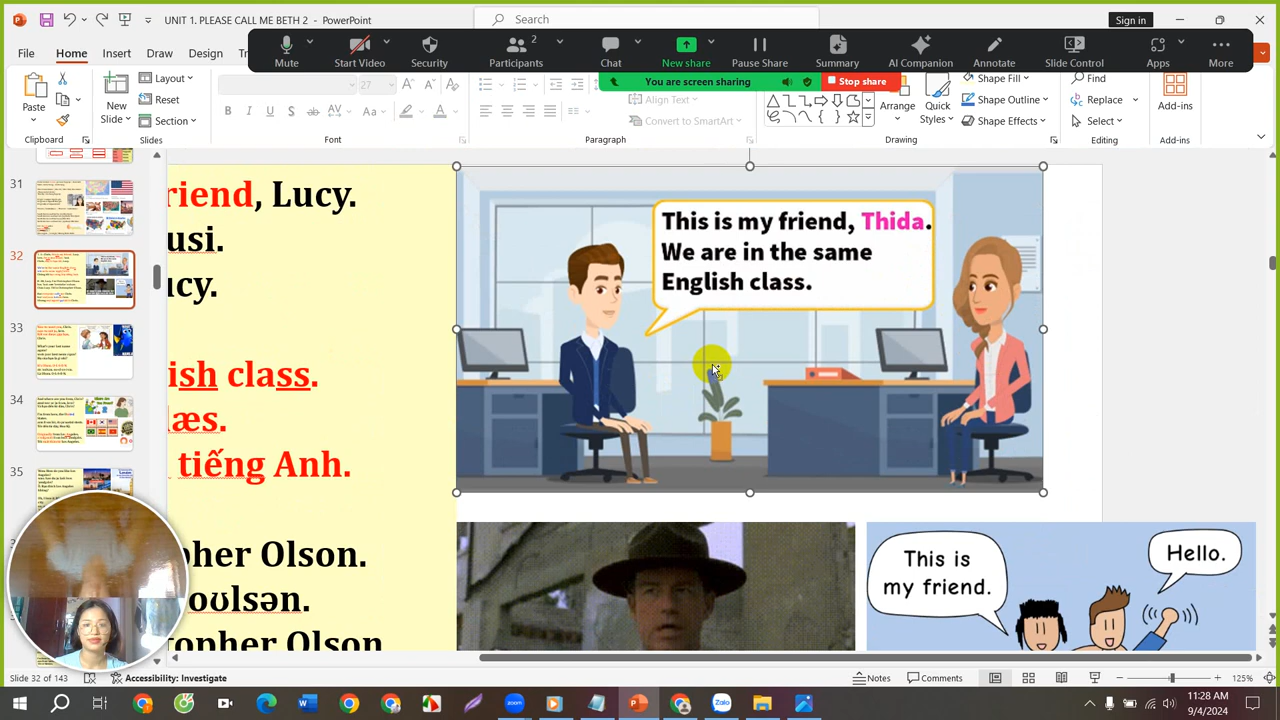 UNIT 1. PLEASE CALL ME BETH 2 - PowerPoint
Search
Sign in
File
Home
Insert
Draw
Design
Mute
Start Video
Security
Participants
2
Chat
New share
Pause Share
Summary
AI Companion
Annotate
Slide Control
Apps
More
You are screen sharing
Stop share
Paste
New
Slide
Layout
Reset
Section
27
Align Text
Convert to SmartArt
Arrange
Quick
Styles
Shape Fill
Shape Outline
Shape Effects
Find
Replace
Select
Add-ins
Clipboard
Slides
Font
Paragraph
Drawing
Editing
Add-ins
31
32
33
34
35
riend, Lucy.
usi.
ucy.
ish class.
læs.
tiếng Anh.
pher Olson.
oʊlsən.
topher Olson
This is my friend, Thida.
We are in the same
English class.
This is
my friend.
Hello.
Slide 32 of 143
Accessibility: Investigate
Notes
Comments
125%
zoom
Zalo
11:28 AM
9/4/2024